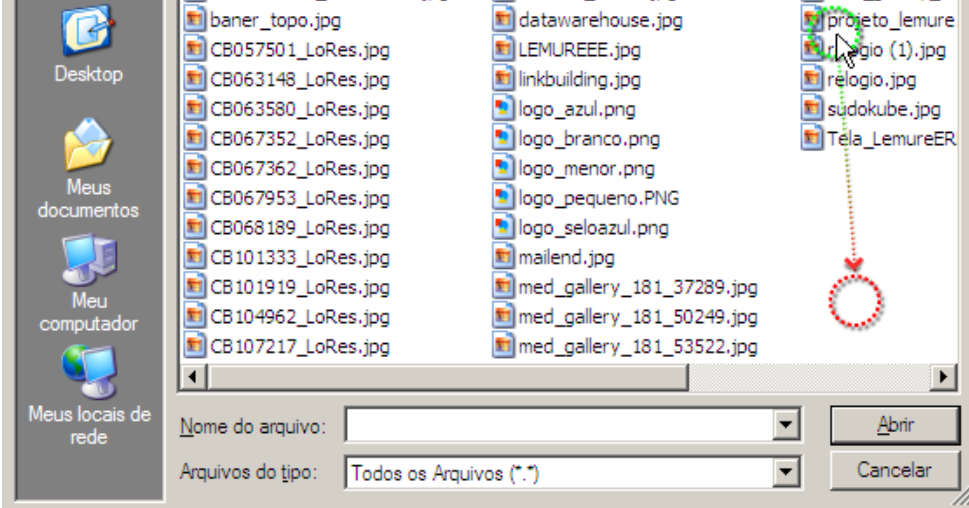 Desktop
Meus
documentos
Meu
computador
Meus locais de
rede
baner_topo.jpg
CB057501_LoRes.jpg
CB063148_LoRes.jpg
CB063580_LoRes.jpg
CB067352_LoRes.jpg
CB067362_LoRes.jpg
CB067953_LoRes.jpg
CB068189_LoRes.jpg
CB101333_LoRes.jpg
CB101919_LoRes.jpg
CB104962_LoRes.jpg
CB107217_LoRes.jpg
datawarehouse.jpg
LEMUREEE.jpg
linkbuilding.jpg
logo_azul.png
logo_branco.png
logo_menor.png
logo_pequeno.PNG
logo_seloazul.png
mailend.jpg
med_gallery_181_37289.jpg
med_gallery_181_50249.jpg
med_gallery_181_53522.jpg
projeto_lemure
(1).jpg
relogio.jpg
sudokube.jpg
Tela_LemureER
Nome do arquivo:
Abrir
Arquivos do tipo: Todos os Arquivos (*.*)
Cancelar